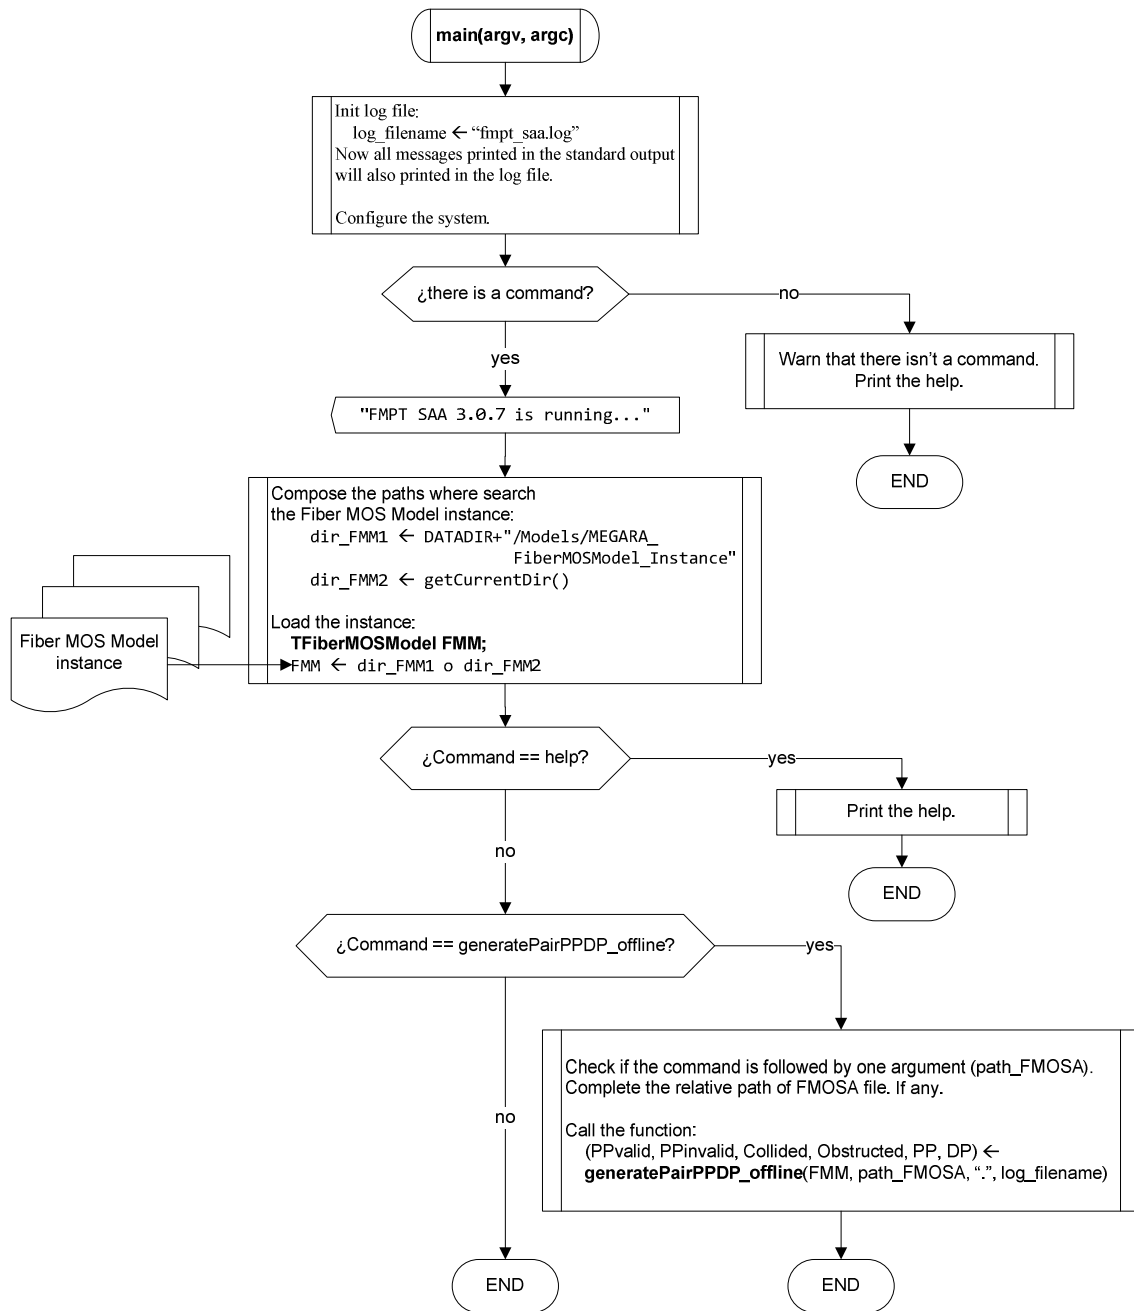 main(argv, argc)
Init log file:
log_filename ← “fmpt_saa.log”
Now all messages printed in the standard output
will also printed in the log file.
Configure the system.
¿there is a command?
no
yes
Warn that there isn’t a command.
Print the help.
END
"FMPT SAA 3.0.7 is running..."
Compose the paths where search
the Fiber MOS Model instance:
dir_FMM1 ← DATADIR+"/Models/MEGARA_
FiberMOSModel_Instance"
dir_FMM2 ← getCurrentDir()
Load the instance:
TFiberMOSModel FMM;
FMM ← dir_FMM1 o dir_FMM2
Fiber MOS Model
instance
¿Command == help?
yes
Print the help.
END
no
¿Command == generatePairPPDP_offline?
yes
Check if the command is followed by one argument (path_FMOSA).
Complete the relative path of FMOSA file. If any.
Call the function:
(PPvalid, PPinvalid, Collided, Obstructed, PP, DP) ←
generatePairPPDP_offline(FMM, path_FMOSA, “.”, log_filename)
no
END
END